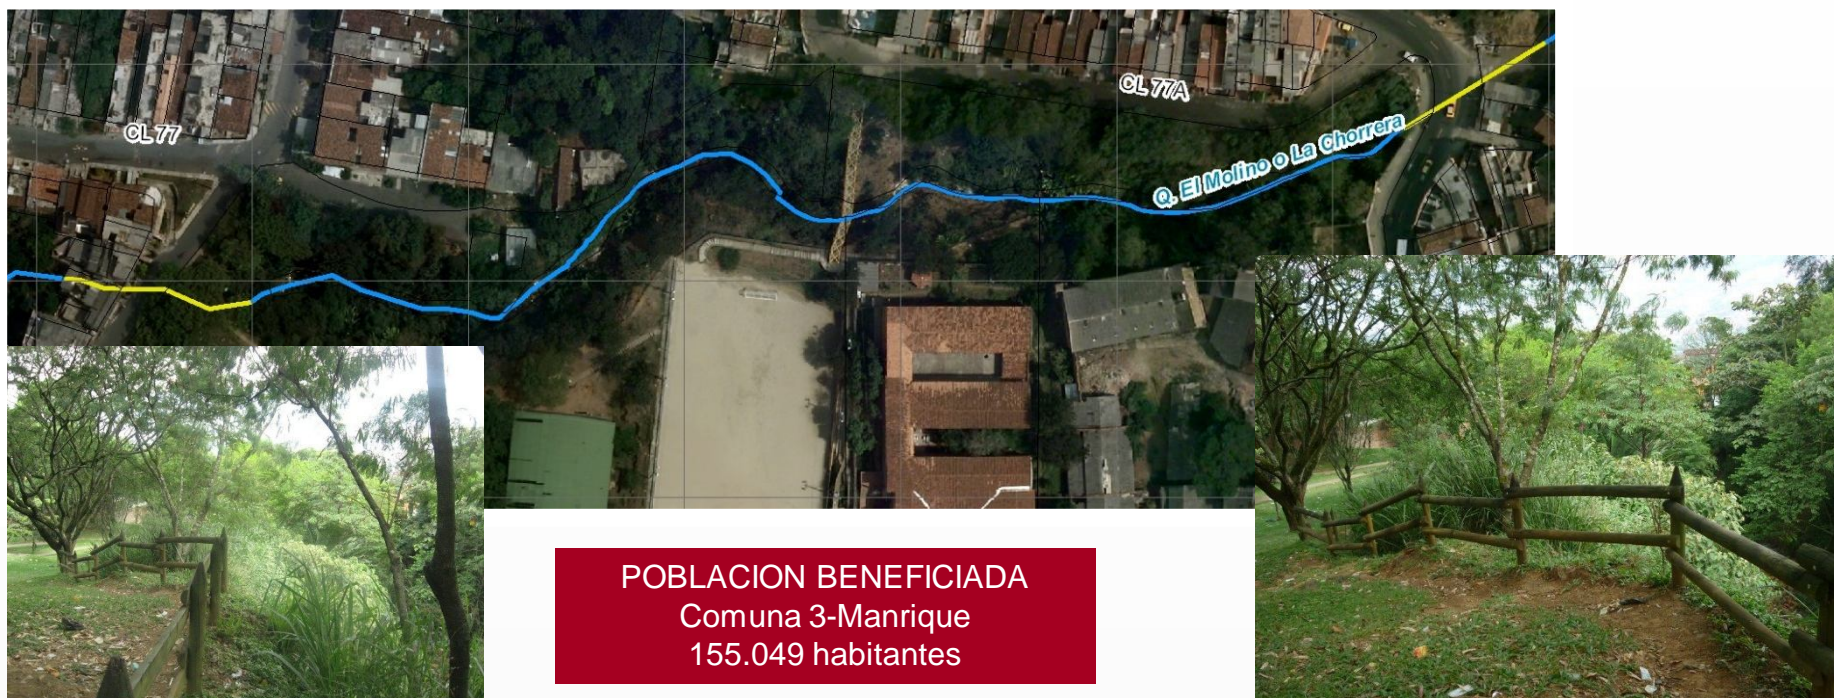 CL 77A
CL 77
Q. El Molino o La Chorrera
POBLACION BENEFICIADA
Comuna 3-Manrique
155.049 habitantes